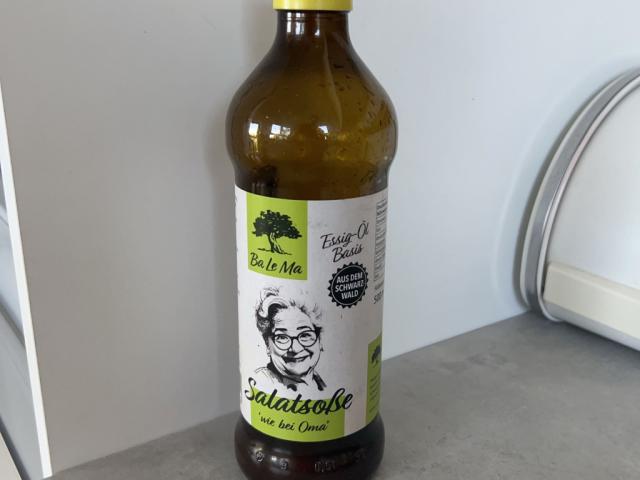 Ba Le Ma
Essig-Öl
Basis
AUS DEM
SCHWARZ
WALD
Salatsoße
'wie bei Oma'